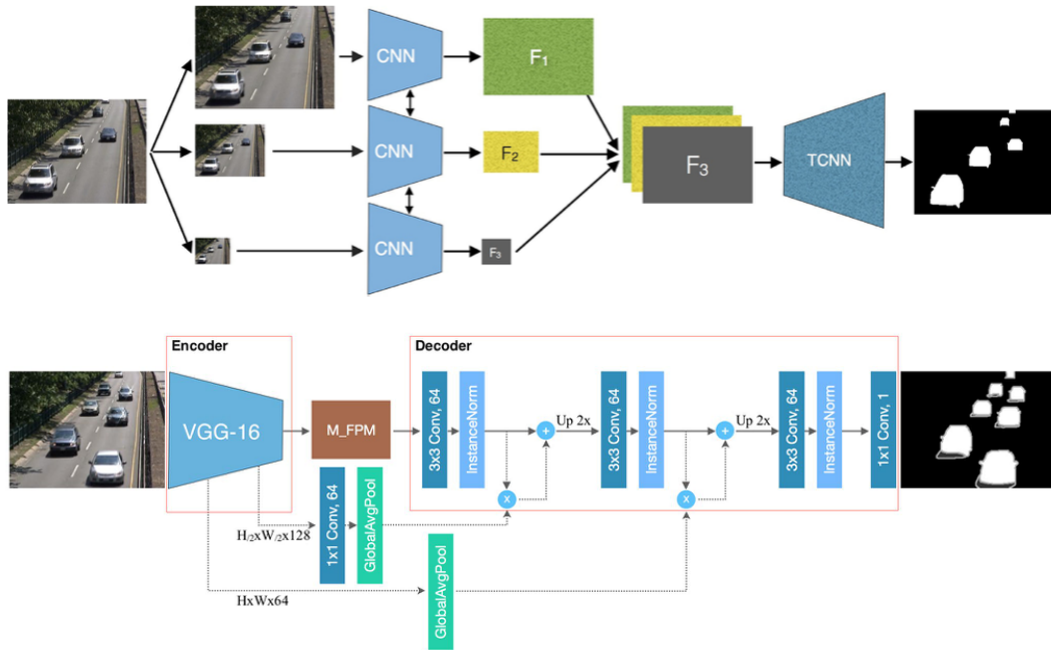 CNN
F1
CNN
F2
F3
TCNN
CNN
F3
Encoder
Decoder
VGG-16
M_FPM
3x3 Conv, 64
InstanceNorm
+
Up 2x
3x3 Conv, 64
InstanceNorm
+
Up 2x
3x3 Conv, 64
InstanceNorm
1x1 Conv, 1
x
x
H/2xW/2x128
1x1 Conv, 64
GlobalAvgPool
HxWx64
GlobalAvgPool